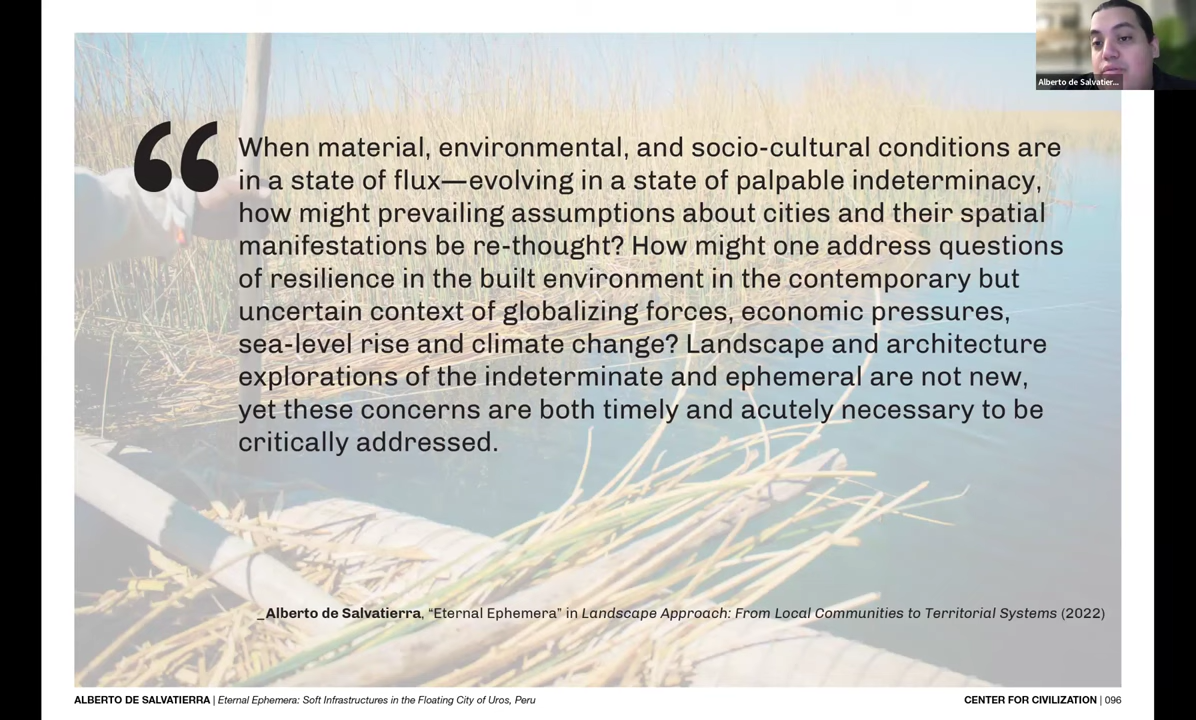 Alberto de Salvatier...
“
When material, environmental, and socio-cultural conditions are
in a state of flux—evolving in a state of palpable indeterminacy,
how might prevailing assumptions about cities and their spatial
manifestations be re-thought? How might one address questions
of resilience in the built environment in the contemporary but
uncertain context of globalizing forces, economic pressures,
sea-level rise and climate change? Landscape and architecture
explorations of the indeterminate and ephemeral are not new,
yet these concerns are both timely and acutely necessary to be
critically addressed.
_Alberto de Salvatierra, “Eternal Ephemera” in Landscape Approach: From Local Communities to Territorial Systems (2022)
ALBERTO DE SALVATIERRA | Eternal Ephemera: Soft Infrastructures in the Floating City of Uros, Peru
CENTER FOR CIVILIZATION | 096